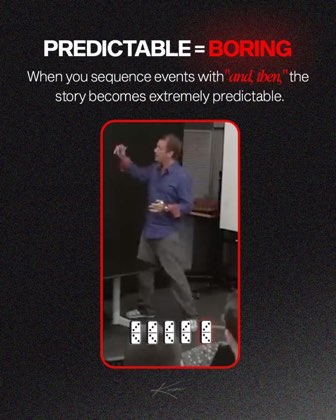 PREDICTABLE = BORING
When you sequence events with "and, then," the
story becomes extremely predictable.